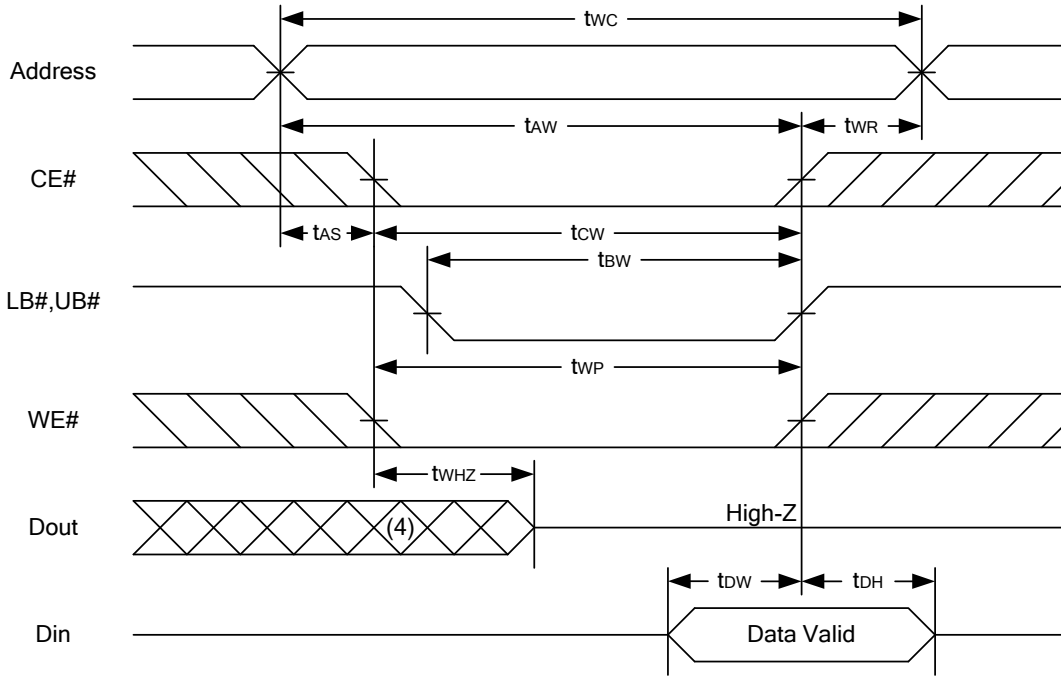 tWC
Address
tAW
tWR
CE#
tAS
tCW
tBW
LB#,UB#
tWP
WE#
tWHZ
Dout
(4)
High-Z
tDW
tDH
Din
Data Valid